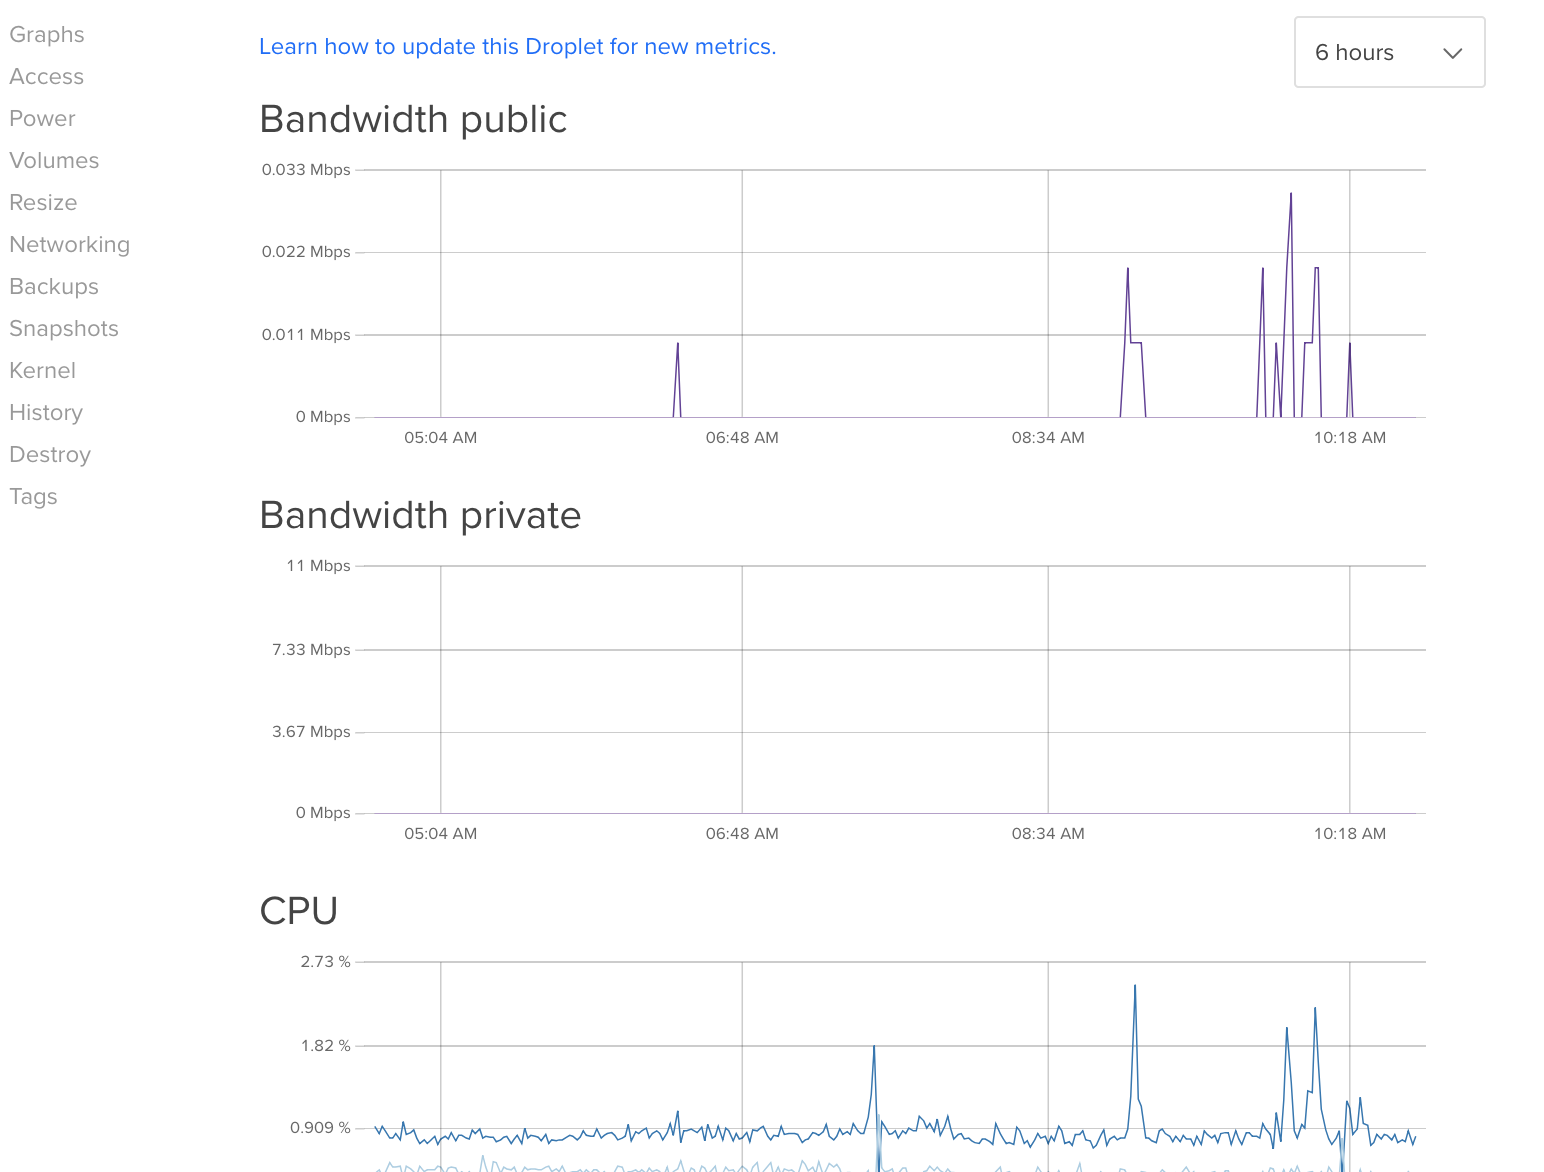 Graphs
Access
Power
Volumes
Resize
Networking
Backups
Snapshots
Kernel
History
Destroy
Tags
Learn how to update this Droplet for new metrics.
6 hours
Bandwidth public
0.033 Mbps
0.022 Mbps
0.011 Mbps
0 Mbps
05:04 AM 06:48 AM 08:34 AM 10:18 AM
Bandwidth private
11 Mbps
7.33 Mbps
3.67 Mbps
0 Mbps
05:04 AM 06:48 AM 08:34 AM 10:18 AM
CPU
2.73 %
1.82 %
0.909 %